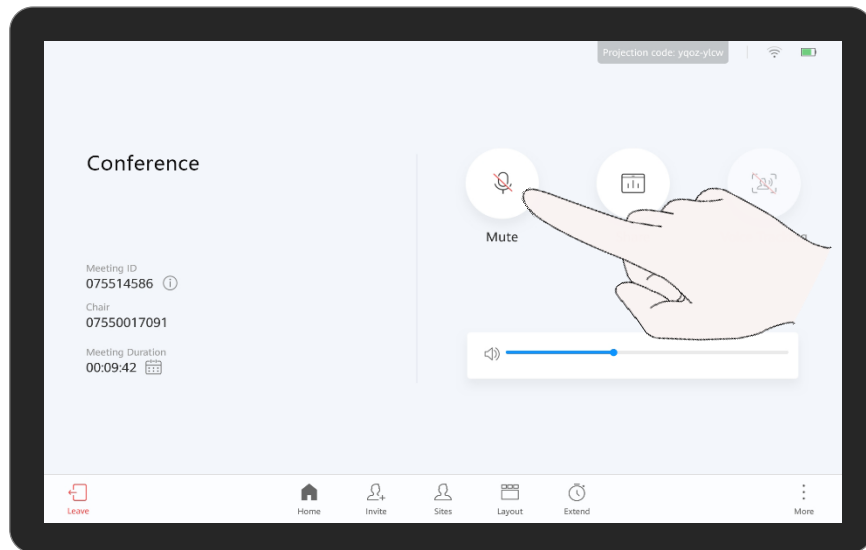 Projection code: yqoz-ylcw
Conference
Mute
Meeting ID
075514586
Chair
07550017091
Meeting Duration
00:09:42
Leave
Home
Invite
Sites
Layout
Extend
More